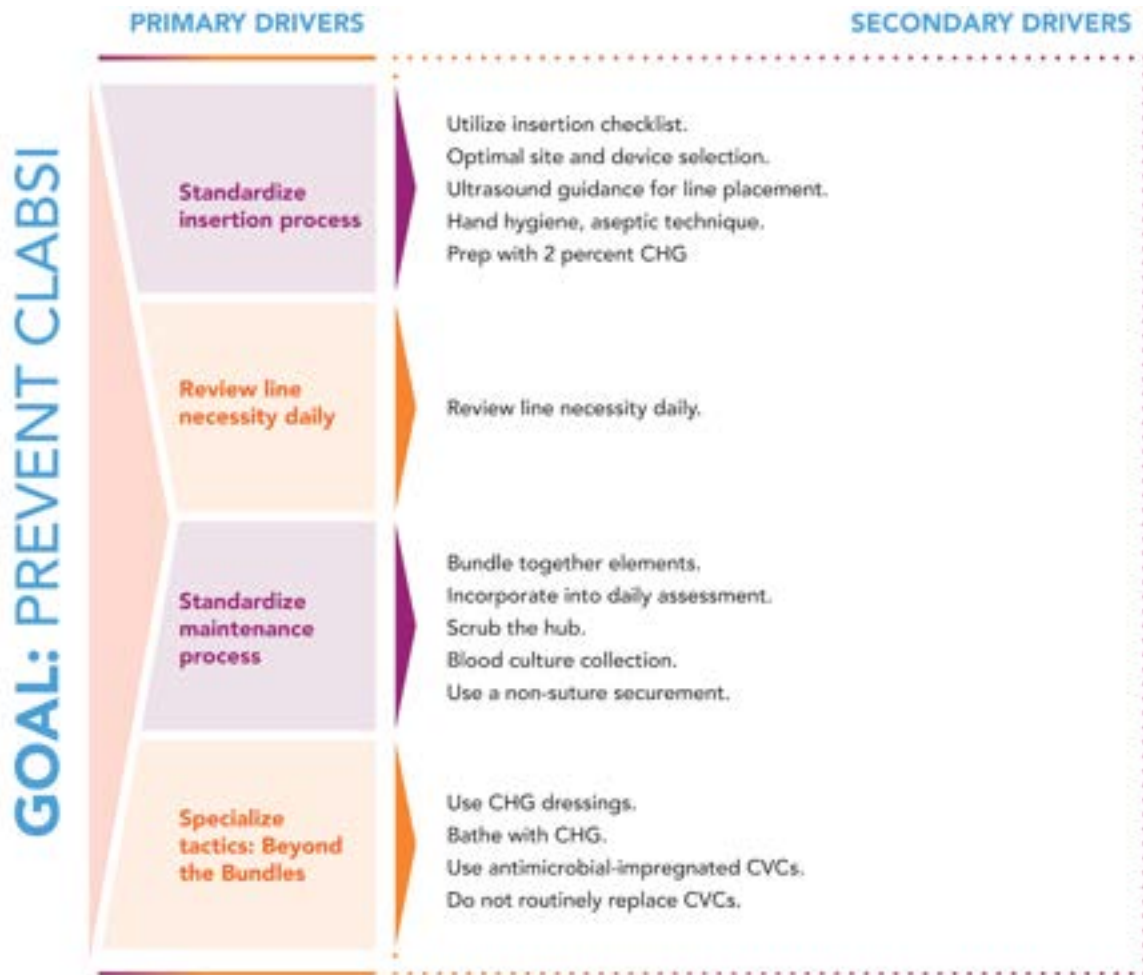 PRIMARY DRIVERS
SECONDARY DRIVERS
GOAL: PREVENT CLABSI
Standardize
insertion process
Utilize insertion checklist.
Optimal site and device selection.
Ultrasound guidance for line placement.
Hand hygiene, aseptic technique.
Prep with 2 percent CHG
Review line
necessity daily
Review line necessity daily.
Standardize
maintenance
process
Bundle together elements.
Incorporate into daily assessment.
Scrub the hub.
Blood culture collection.
Use a non-suture securement.
Specialize
tactics: Beyond
the Bundles
Use CHG dressings.
Bathe with CHG.
Use antimicrobial-impregnated CVCs.
Do not routinely replace CVCs.